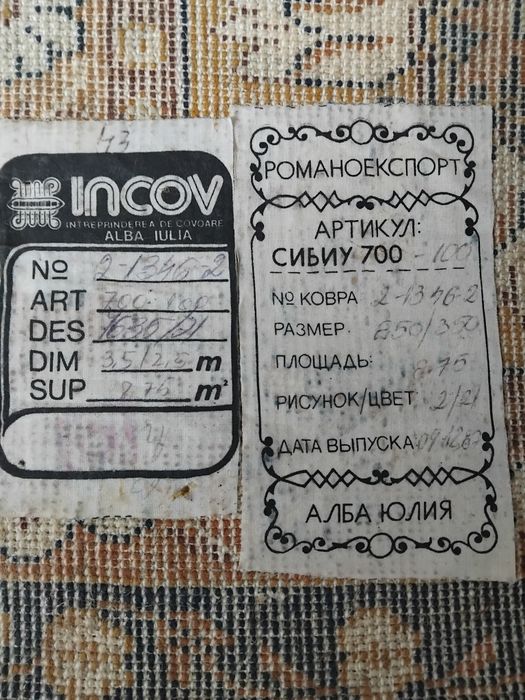 43
INCOV
INTREPRINDEREA DE COVOARE
ALBA IULIA
№ 2-1346-2
ART 700-100
DES
DIM 3,5/2,5 m
SUP 8,75 m²
РОМАНОЕКСПОРТ
АРТИКУЛ:
СИБИУ 700 -100
№ КОВРА 2-1346-2
РАЗМЕР. 250/350
ПЛОЩАДЬ: 8,75
РИСУНОК/ЦВЕТ 2/21
ДАТА ВЫПУСКА
АЛБА ЮЛИЯ